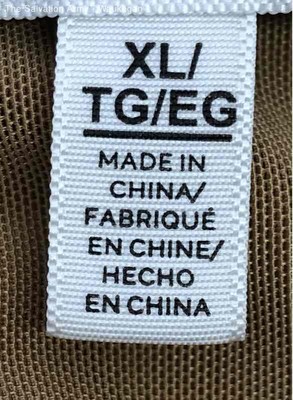 XL/
TG/EG
MADE IN
CHINA/
FABRIQUÉ
EN CHINE/
HECHO
EN CHINA